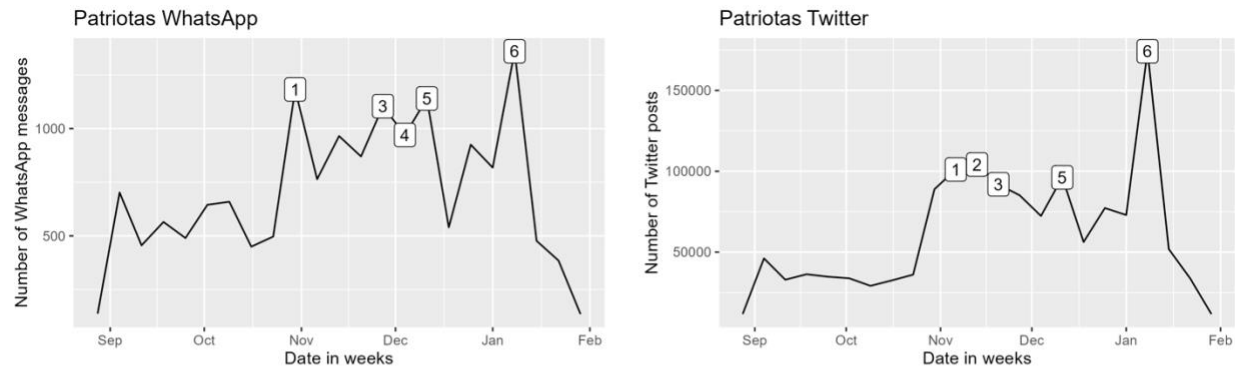 Patriotas WhatsApp
Number of WhatsApp messages
1000
500
1
3
4
5
6
Sep
Oct
Nov
Dec
Jan
Feb
Date in weeks
Patriotas Twitter
Number of Twitter posts
150000
100000
50000
1
2
3
5
6
Sep
Oct
Nov
Dec
Jan
Feb
Date in weeks